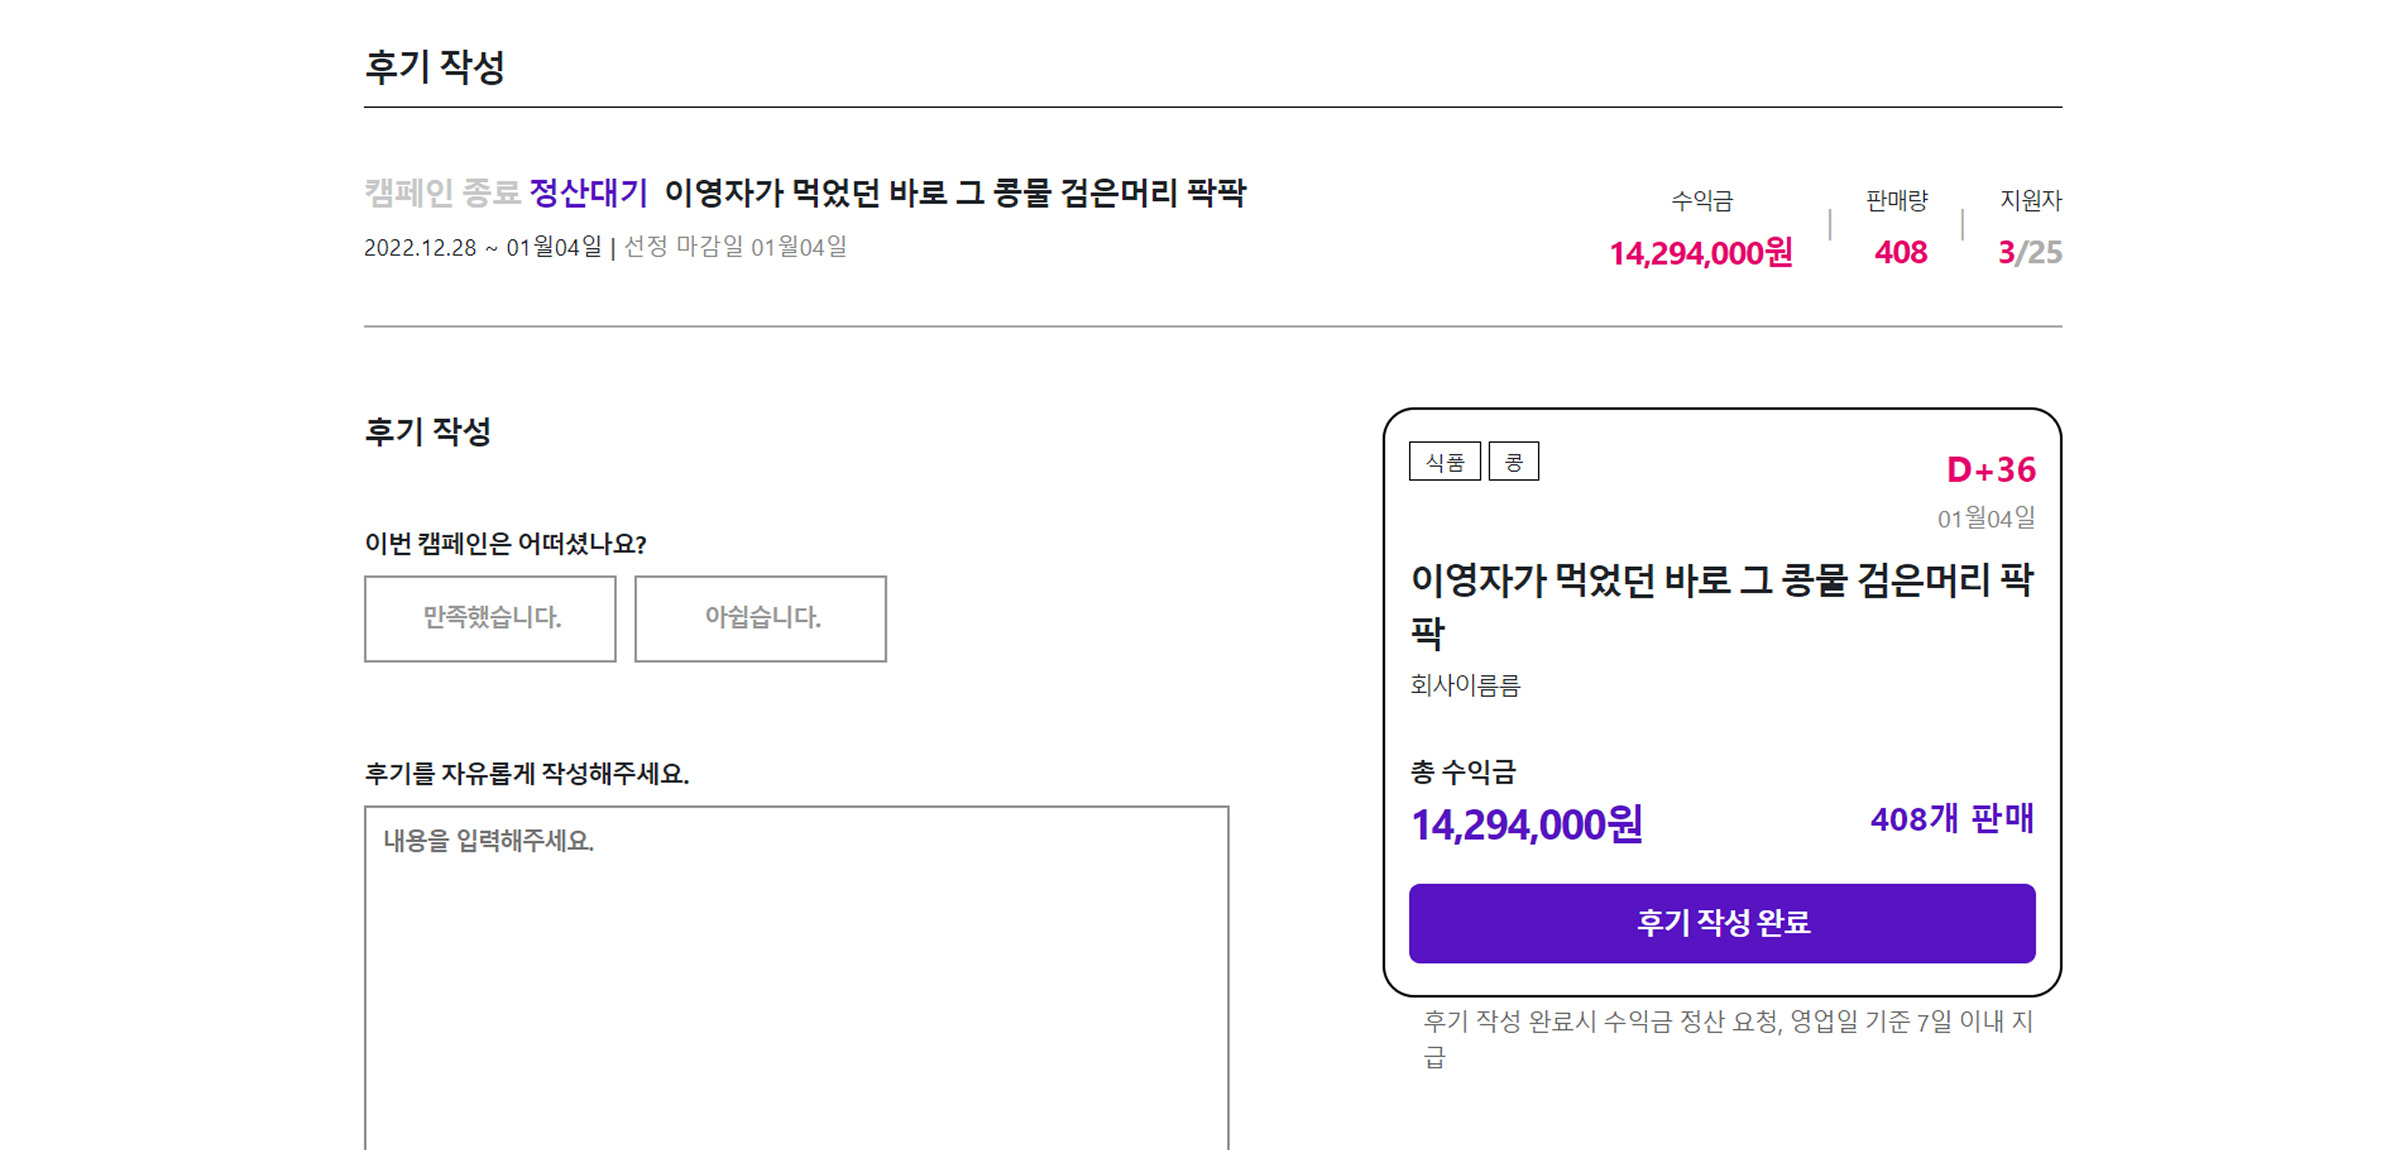 후기 작성
캠페인 종료 정산대기 이영자가 먹었던 바로 그 콩물 검은머리 팍팍
2022.12.28 ~ 01월04일 | 선정 마감일 01월04일
수익금 | 판매량 | 지원자
14,294,000원 408 3/25
후기 작성
이번 캠페인은 어떠셨나요?
만족했습니다. 아쉽습니다.
후기를 자유롭게 작성해주세요.
내용을 입력해주세요.
식품 콩
D+36
01월04일
이영자가 먹었던 바로 그 콩물 검은머리 팍
팍
회사이름름
총 수익금
14,294,000원 408개 판매
후기 작성 완료
후기 작성 완료시 수익금 정산 요청, 영업일 기준 7일 이내 지
급